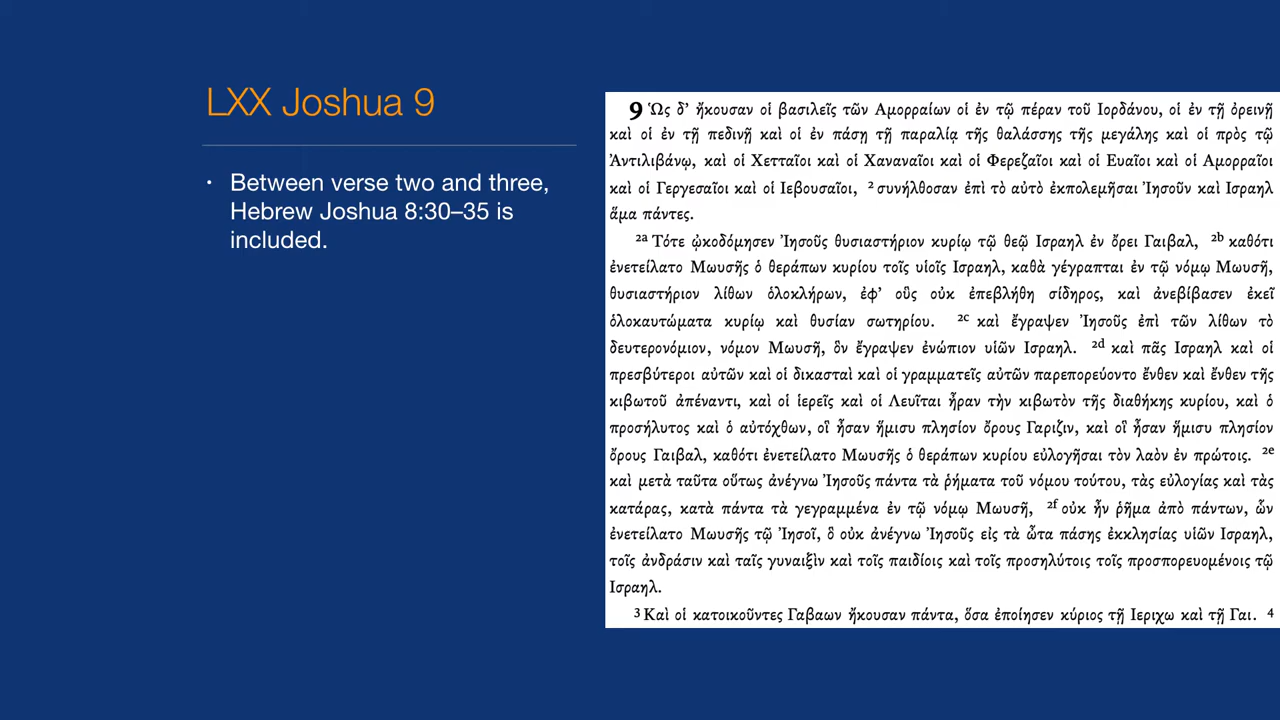 LXX Joshua 9
• Between verse two and three,
Hebrew Joshua 8:30–35 is
included.
9 Ὡς δ’ ἤκουσαν οἱ βασιλεῖς τῶν Αμορραίων οἱ ἐν τῷ πέραν τοῦ Ιορδάνου, οἱ ἐν τῇ ὀρεινῇ
καὶ οἱ ἐν τῇ πεδινῇ καὶ οἱ ἐν πάσῃ τῇ παραλίᾳ τῆς θαλάσσης τῆς μεγάλης καὶ οἱ πρὸς τῷ
Ἀντιλιβάνῳ, καὶ οἱ Χετταῖοι καὶ οἱ Χαναναῖοι καὶ οἱ Φερεζαῖοι καὶ οἱ Ευαῖοι καὶ οἱ Αμορραῖοι
καὶ οἱ Γεργεσαῖοι καὶ οἱ Ιεβουσαῖοι, 2 συνήλθοσαν ἐπὶ τὸ αὐτὸ ἐκπολεμῆσαι Ἰησοῦν καὶ Ισραηλ
ἅμα πάντες.
2a Τότε ᾠκοδόμησεν Ἰησοῦς θυσιαστήριον κυρίῳ τῷ θεῷ Ισραηλ ἐν ὄρει Γαιβαλ, 2b καθότι
ἐνετείλατο Μωυσῆς ὁ θεράπων κυρίου τοῖς υἱοῖς Ισραηλ, καθὰ γέγραπται ἐν τῷ νόμῳ Μωυσῆ,
θυσιαστήριον λίθων ὁλοκλήρων, ἐφ’ οὓς οὐκ ἐπεβλήθη σίδηρος, καὶ ἀνεβίβασεν ἐκεῖ
ὁλοκαυτώματα κυρίῳ καὶ θυσίαν σωτηρίου. 2c καὶ ἔγραψεν Ἰησοῦς ἐπὶ τῶν λίθων τὸ
δευτερονόμιον, νόμον Μωυσῆ, ὃν ἔγραψεν ἐνώπιον υἱῶν Ισραηλ. 2d καὶ πᾶς Ισραηλ καὶ οἱ
πρεσβύτεροι αὐτῶν καὶ οἱ δικασταὶ καὶ οἱ γραμματεῖς αὐτῶν παρεπορεύοντο ἔνθεν καὶ ἔνθεν τῆς
κιβωτοῦ ἀπέναντι, καὶ οἱ ἱερεῖς καὶ οἱ Λευῖται ἦραν τὴν κιβωτὸν τῆς διαθήκης κυρίου, καὶ ὁ
προσήλυτος καὶ ὁ αὐτόχθων, οἳ ἦσαν ἥμισυ πλησίον ὄρους Γαριζιν, καὶ οἳ ἦσαν ἥμισυ πλησίον
ὄρους Γαιβαλ, καθότι ἐνετείλατο Μωυσῆς ὁ θεράπων κυρίου εὐλογῆσαι τὸν λαὸν ἐν πρώτοις. 2e
καὶ μετὰ ταῦτα οὕτως ἀνέγνω Ἰησοῦς πάντα τὰ ῥήματα τοῦ νόμου τούτου, τὰς εὐλογίας καὶ τὰς
κατάρας, κατὰ πάντα τὰ γεγραμμένα ἐν τῷ νόμῳ Μωυσῆ, 2f οὐκ ἦν ῥῆμα ἀπὸ πάντων, ὧν
ἐνετείλατο Μωυσῆς τῷ Ἰησοῖ, ὃ οὐκ ἀνέγνω Ἰησοῦς εἰς τὰ ὦτα πάσης ἐκκλησίας υἱῶν Ισραηλ,
τοῖς ἀνδράσιν καὶ ταῖς γυναιξὶν καὶ τοῖς παιδίοις καὶ τοῖς προσηλύτοις τοῖς προσπορευομένοις τῷ
Ισραηλ.
3 Καὶ οἱ κατοικοῦντες Γαβαων ἤκουσαν πάντα, ὅσα ἐποίησεν κύριος τῇ Ιεριχω καὶ τῇ Γαι. 4